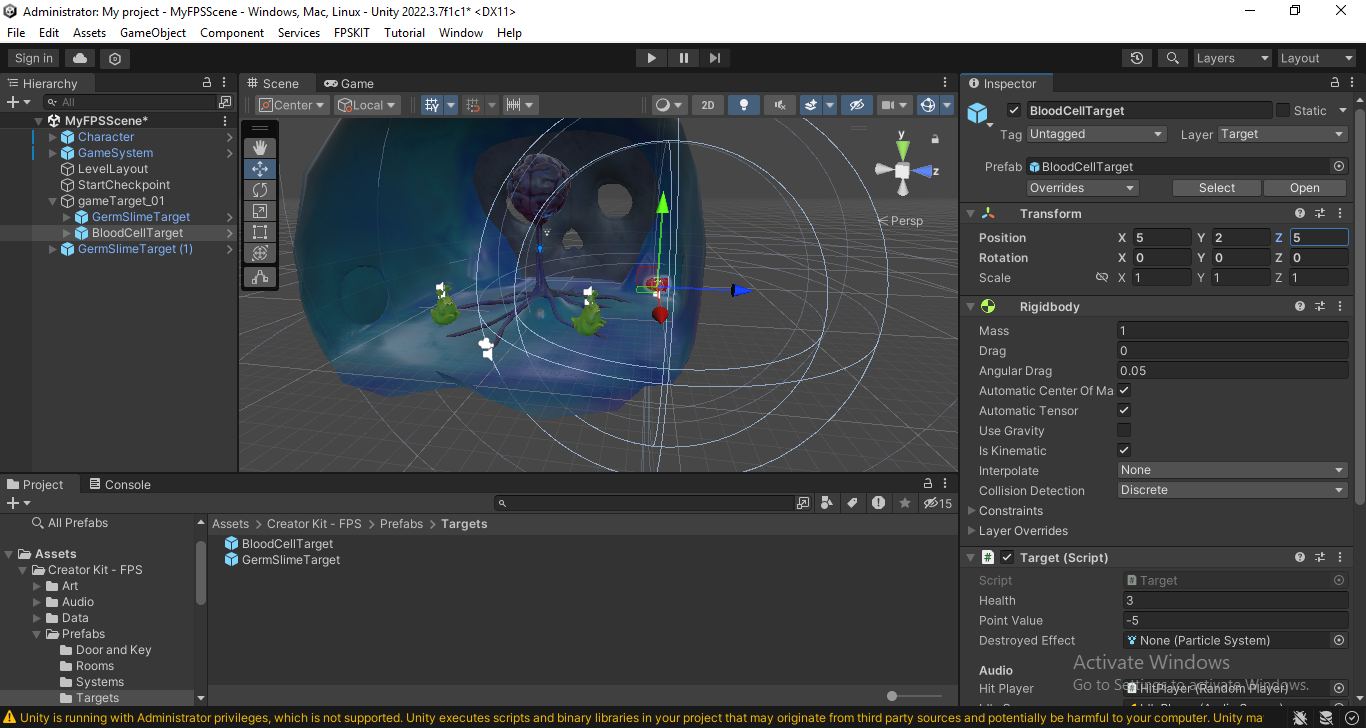 Administrator: My project - MyFPSScene - Windows, Mac, Linux - Unity 2022.3.7f1c1* <DX11>
File Edit Assets GameObject Component Services FPSKIT Tutorial Window Help
Sign in Layers Layout
Hierarchy
All
MyFPSScene*
Character
GameSystem
LevelLayout
StartCheckpoint
gameTarget_01
GermSlimeTarget
BloodCellTarget
GermSlimeTarget (1)
Scene Game
Center Local 2D
y
z
Persp
Inspector
BloodCellTarget Static
Tag Untagged Layer Target
Prefab BloodCellTarget
Overrides Select Open
Transform
Position X 5 Y 2 Z 5
Rotation X 0 Y 0 Z 0
Scale X 1 Y 1 Z 1
Rigidbody
Mass 1
Drag 0
Angular Drag 0.05
Automatic Center Of Ma
Automatic Tensor
Use Gravity
Is Kinematic
Interpolate None
Collision Detection Discrete
Constraints
Layer Overrides
Target (Script)
Script Target
Health 3
Point Value -5
Destroyed Effect None (Particle System)
Audio
Hit Player HitPlayer (Random Player)
Activate Windows
Go to Settings to activate Windows.
Project Console
15
All Prefabs
Assets
Creator Kit - FPS
Art
Audio
Data
Prefabs
Door and Key
Rooms
Systems
Targets
Assets > Creator Kit - FPS > Prefabs > Targets
BloodCellTarget
GermSlimeTarget
Unity is running with Administrator privileges, which is not supported. Unity executes scripts and binary libraries in your project that may originate from third party sources and potentially be harmful to your computer. Unity ma